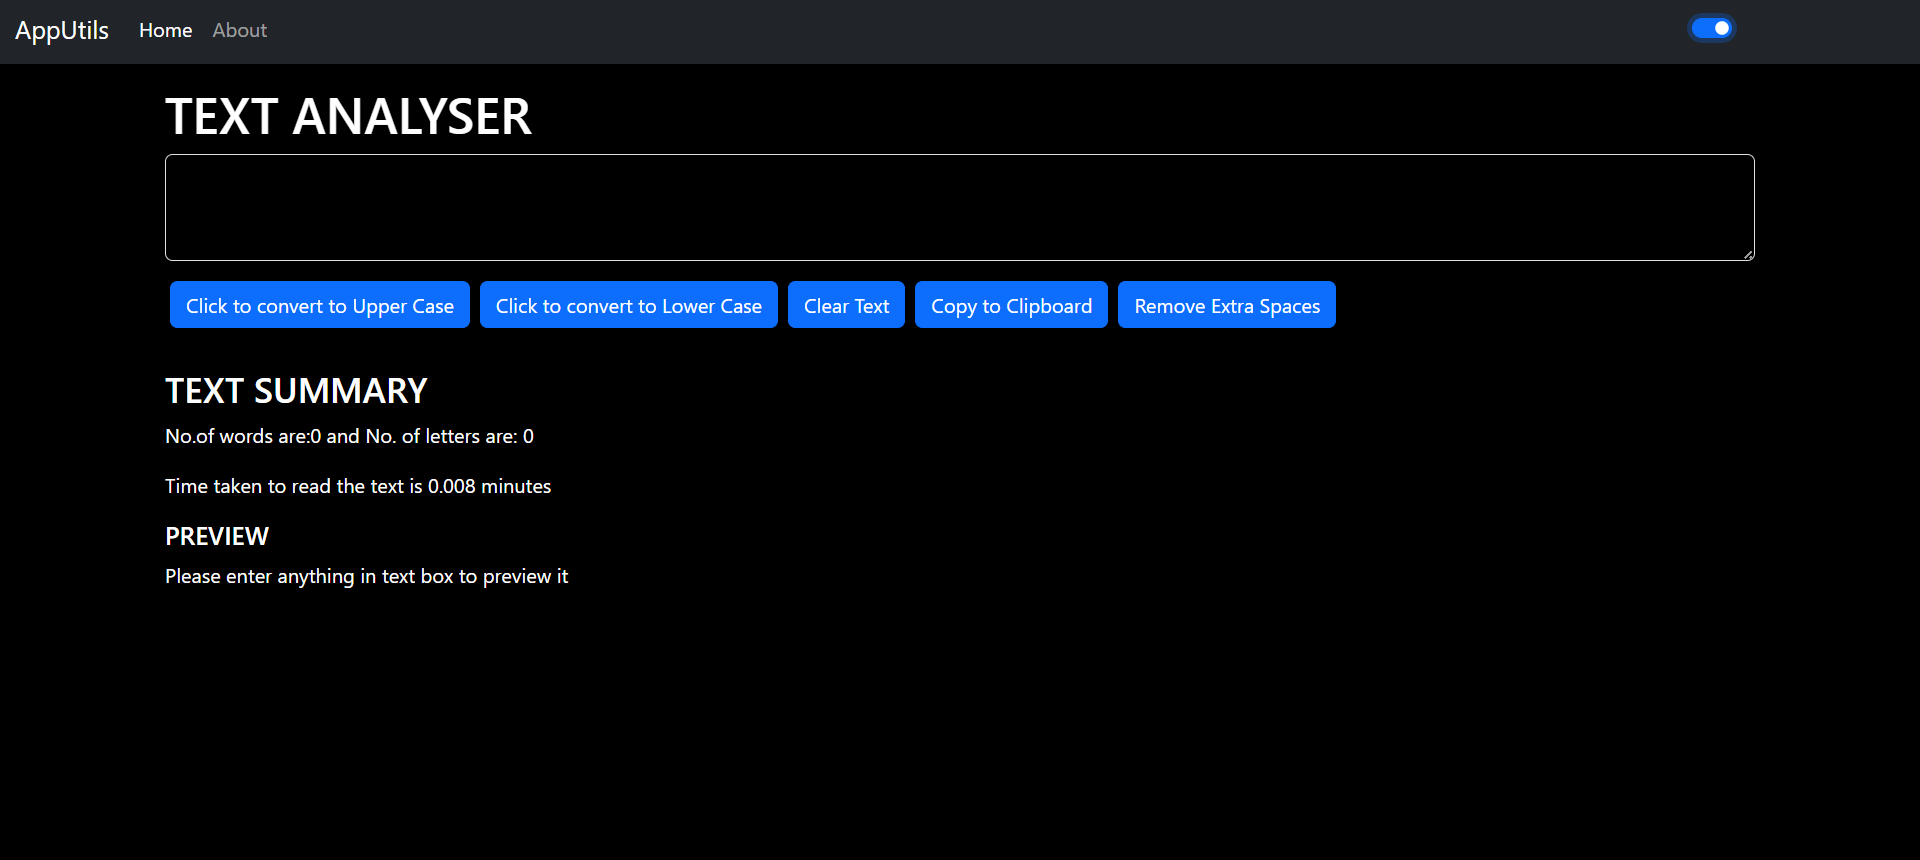 AppUtils Home About
TEXT ANALYSER
Click to convert to Upper Case Click to convert to Lower Case Clear Text Copy to Clipboard Remove Extra Spaces
TEXT SUMMARY
No.of words are:0 and No. of letters are: 0
Time taken to read the text is 0.008 minutes
PREVIEW
Please enter anything in text box to preview it